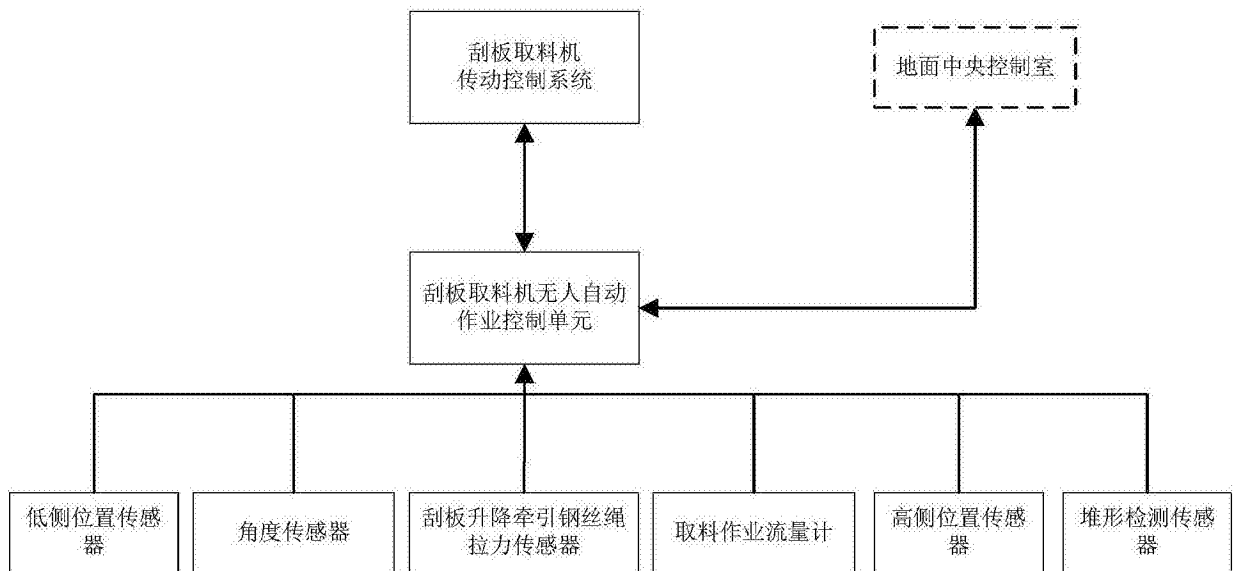 刮板取料机
传动控制系统
地面中央控制室
刮板取料机无人自动
作业控制单元
低侧位置传感
器
角度传感器
刮板升降牵引钢丝绳
拉力传感器
取料作业流量计
高侧位置传感
器
堆形检测传感
器